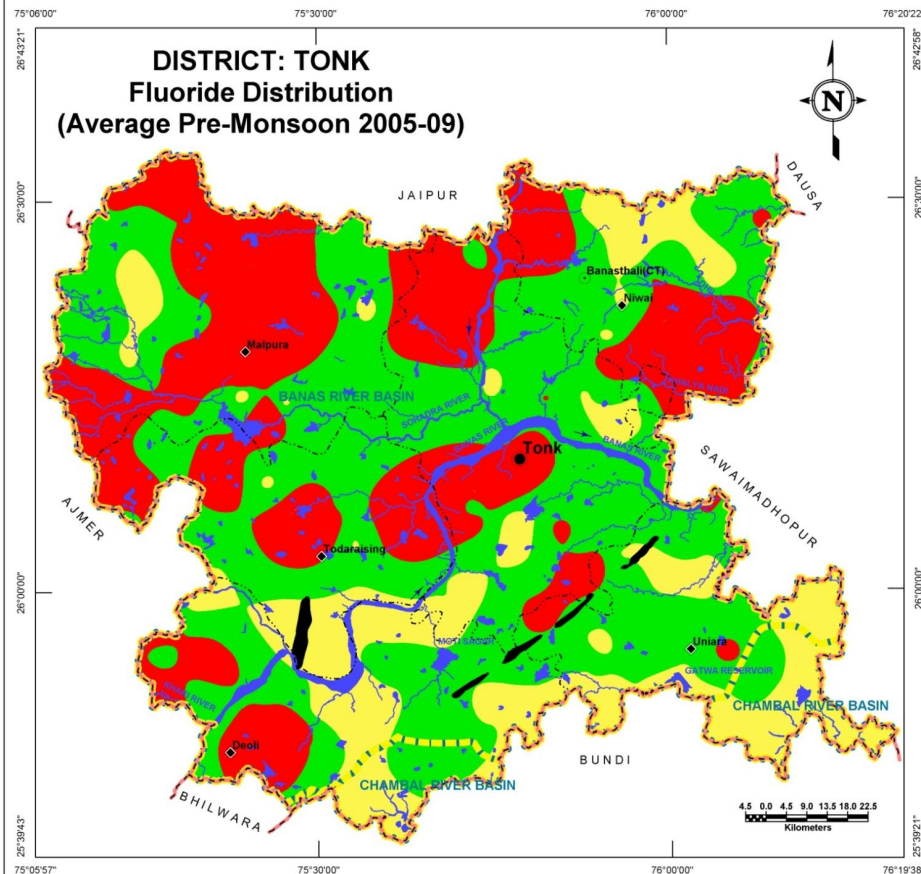 75°06'00"
75°30'00"
76°00'00"
76°20'22"
26°43'21"
26°42'58"
DISTRICT: TONK
Fluoride Distribution
(Average Pre-Monsoon 2005-09)
N
JAIPUR
DAUSA
26°30'00"
26°30'00"
Banasthali(CT)
Niwai
Malpura
BANAS RIVER BASIN
SOHADRA RIVER
BANAS RIVER
Tonk
BANAS RIVER
SAWAIMADHOPUR
AJMER
Todaraising
26°00'00"
26°00'00"
MOTI SAGAR
Uniara
GATWA RESERVOIR
CHAMBAL RIVER BASIN
Deoli
BUNDI
CHAMBAL RIVER BASIN
BHILWARA
4.5 0.0 4.5 9.0 13.5 18.0 22.5
Kilometers
25°39'43"
25°39'21"
75°05'57"
75°30'00"
76°00'00"
76°19'38"